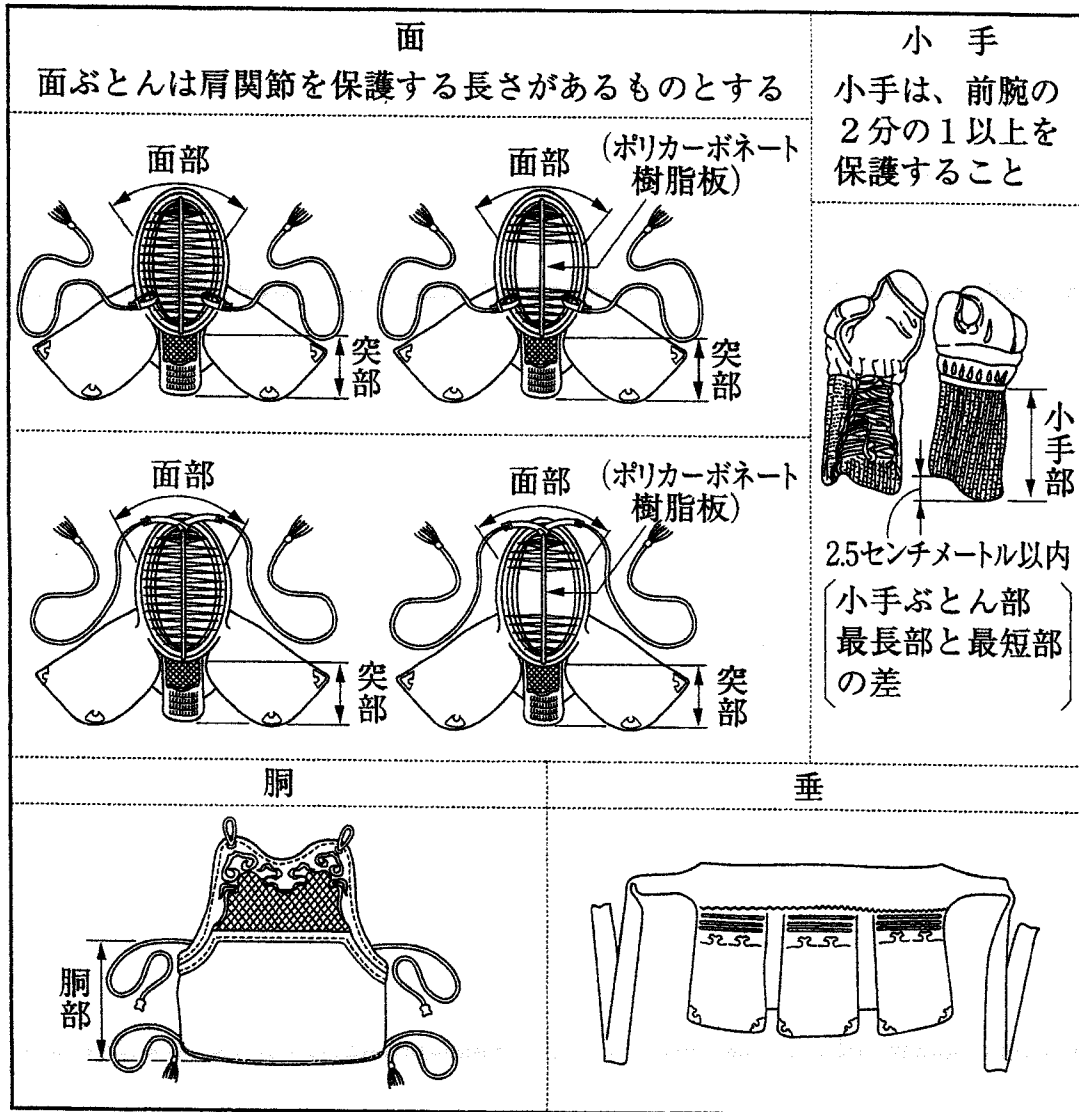 面
面ぶとんは肩関節を保護する長さがあるものとする
面部
突部
面部
(ポリカーボネート
樹脂板)
突部
面部
突部
面部
(ポリカーボネート
樹脂板)
突部
小手
小手は、前腕の
2分の1以上を
保護すること
小手部
2.5センチメートル以内
小手ぶとん部
最長部と最短部
の差
胴
胴部
垂